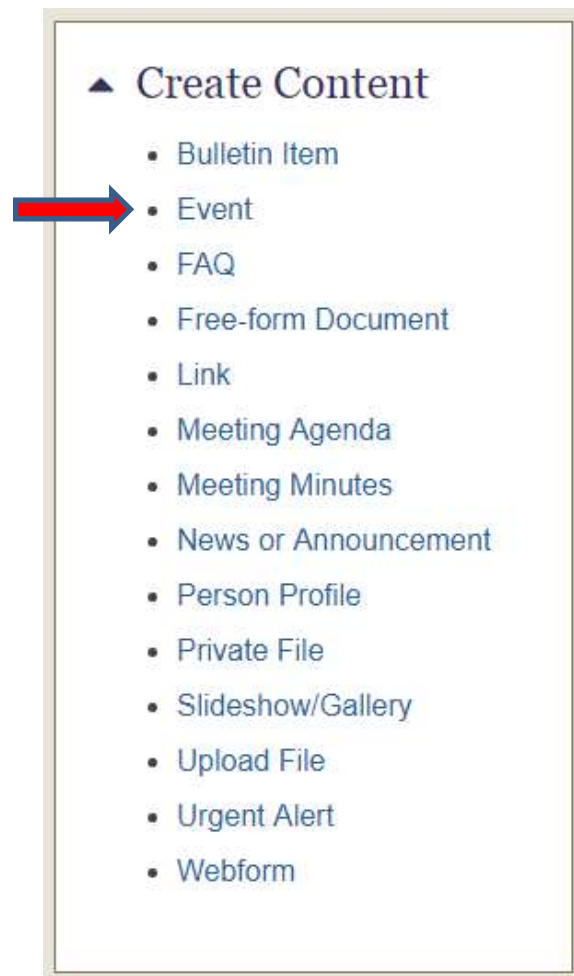 Create Content
Bulletin Item
Event
FAQ
Free-form Document
Link
Meeting Agenda
Meeting Minutes
News or Announcement
Person Profile
Private File
Slideshow/Gallery
Upload File
Urgent Alert
Webform